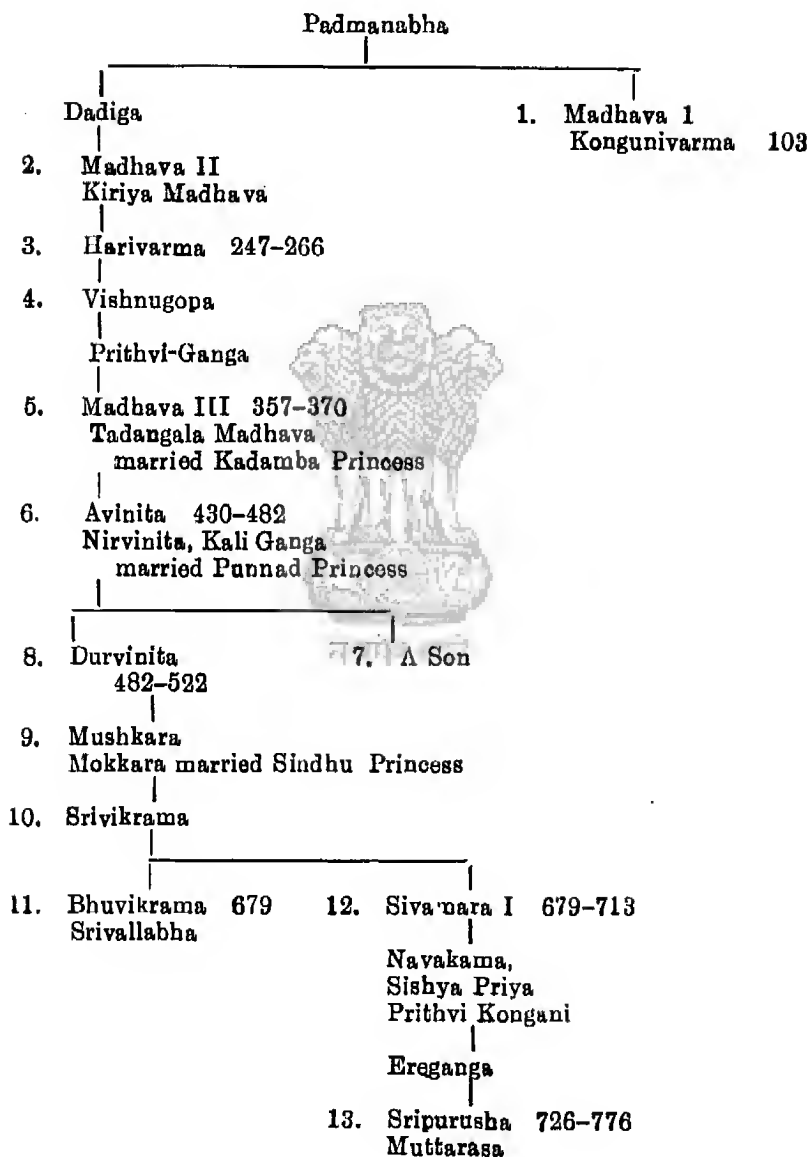 Padmanabha
Dadiga
1. Madhava 1
Kongunivarma 103
2. Madhava II
Kiriya Madhava
3. Harivarma 247-266
4. Vishnugopa
Prithvi-Ganga
5. Madhava III 357-370
Tadangala Madhava
married Kadamba Princess
6. Avinita 430-482
Nirvinita, Kali Ganga
married Punnad Princess
8. Durvinita 7. A Son
482-522
9. Mushkara
Mokkara married Sindhu Princess
10. Srivikrama
11. Bhuvikrama 679 12. Sivamara I 679-713
Srivallabha
Navakama,
Sishya Priya
Prithvi Kongani
Ereganga
13. Sripurusha 726-776
Muttarasa